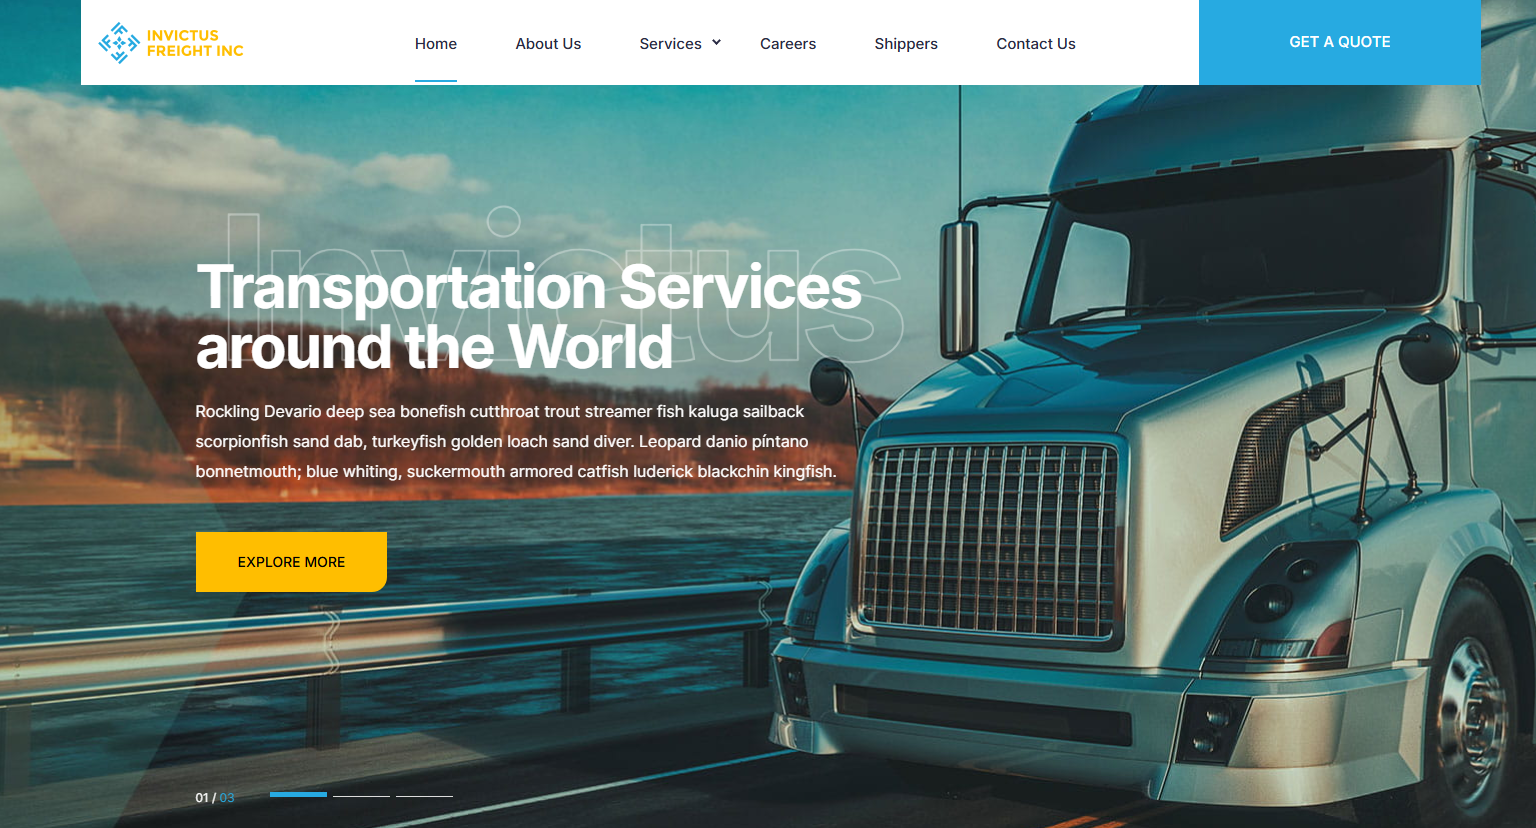 INVICTUS
FREIGHT INC
Home
About Us
Services
Careers
Shippers
Contact Us
GET A QUOTE
Invictus
Transportation Services
around the World
Rockling Devario deep sea bonefish cutthroat trout streamer fish kaluga sailback
scorpionfish sand dab, turkeyfish golden loach sand diver. Leopard danio píntano
bonnetmouth; blue whiting, suckermouth armored catfish luderick blackchin kingfish.
EXPLORE MORE
01 / 03